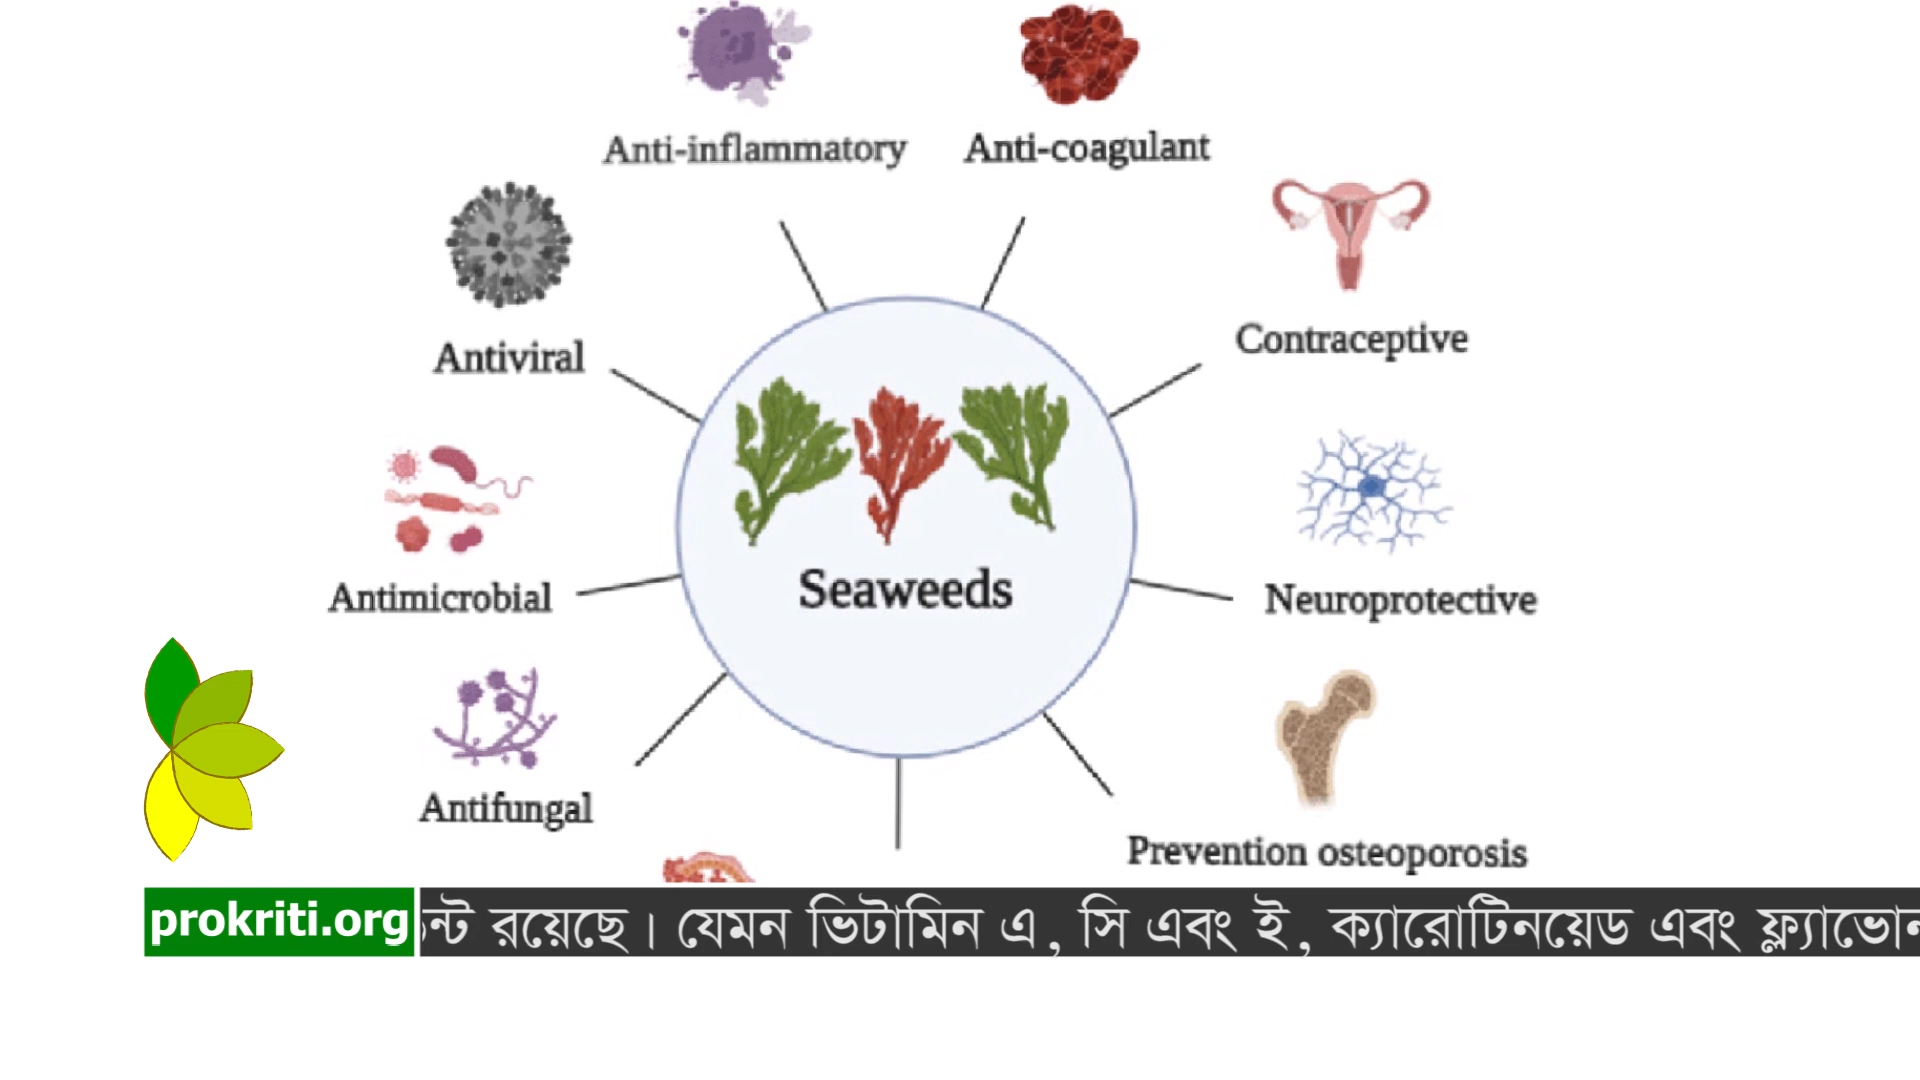 Anti-inflammatory
Anti-coagulant
Contraceptive
Antiviral
Seaweeds
Antimicrobial
Neuroprotective
Antifungal
Prevention osteoporosis
prokriti.org
রয়েছে। যেমন ভিটামিন এ, সি এবং ই, ক্যারোটিনয়েড এবং